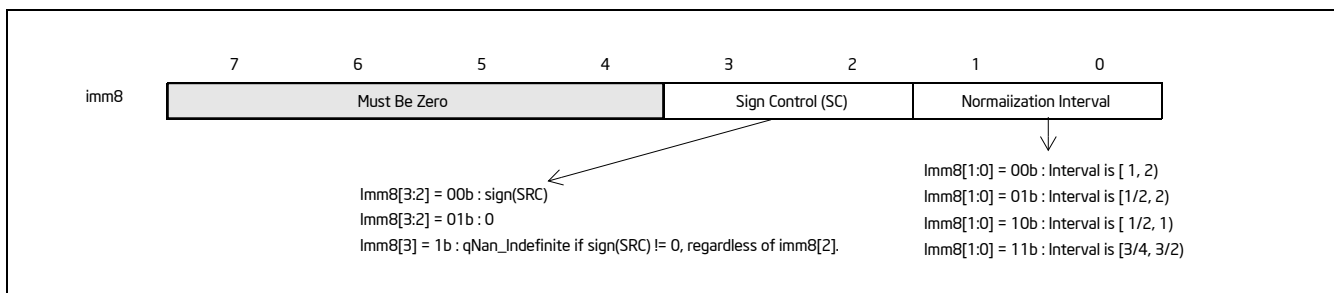 7 6 5 4 3 2 1 0
imm8 Must Be Zero Sign Control (SC) Normaiization Interval
Imm8[3:2] = 00b : sign(SRC)
Imm8[3:2] = 01b : 0
Imm8[3] = 1b : qNan_Indefinite if sign(SRC) != 0, regardless of imm8[2].
Imm8[1:0] = 00b : Interval is [ 1, 2)
Imm8[1:0] = 01b : Interval is [1/2, 2)
Imm8[1:0] = 10b : Interval is [ 1/2, 1)
Imm8[1:0] = 11b : Interval is [3/4, 3/2)